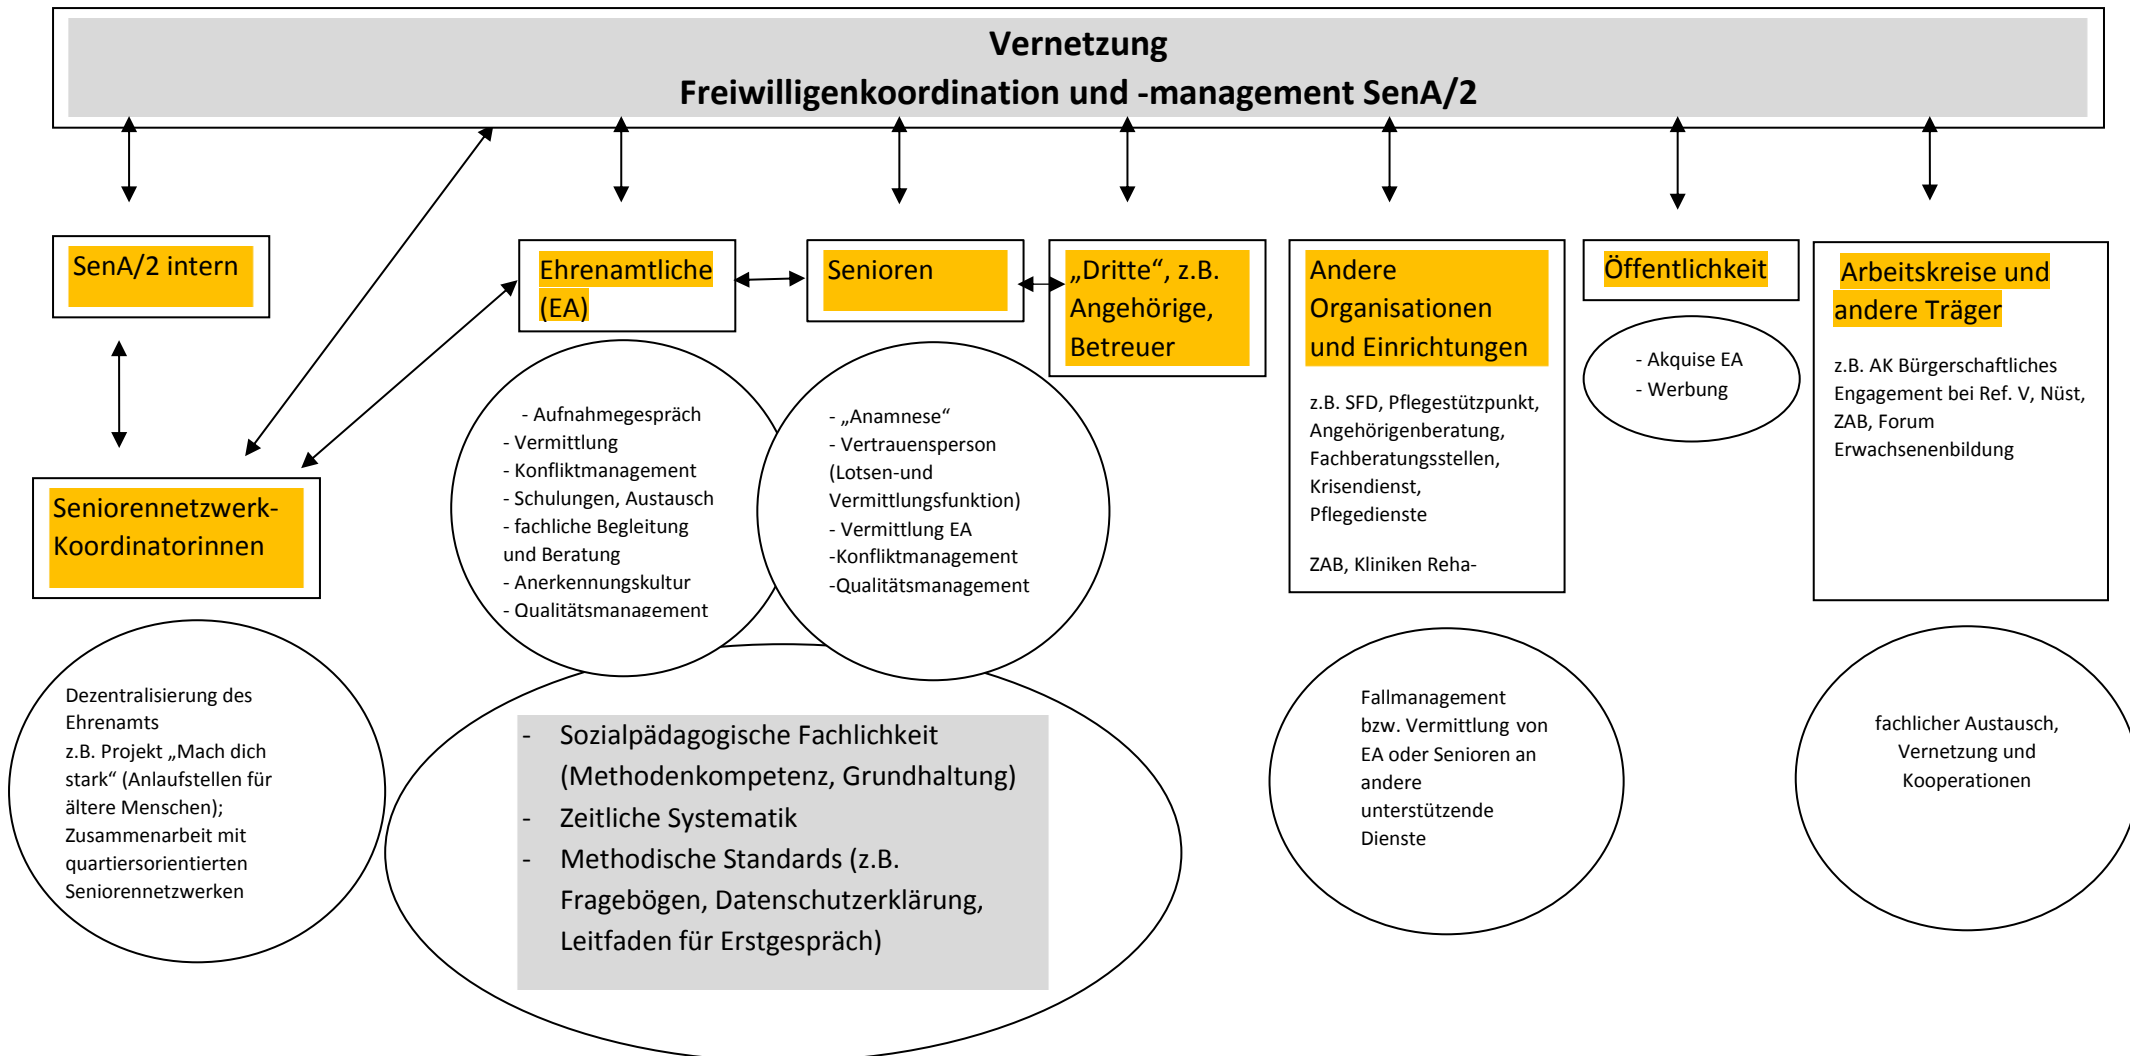 Vernetzung
Freiwilligenkoordination und -management SenA/2
SenA/2 intern
Ehrenamtliche
(EA)
Senioren
„Dritte“, z.B.
Angehörige,
Betreuer
Andere
Organisationen
und Einrichtungen
z.B. SFD, Pflegestützpunkt,
Angehörigenberatung,
Fachberatungsstellen,
Krisendienst,
Pflegedienste
ZAB, Kliniken Reha-
Öffentlichkeit
- Akquise EA
- Werbung
Arbeitskreise und
andere Träger
z.B. AK Bürgerschaftliches
Engagement bei Ref. V, Nüst,
ZAB, Forum
Erwachsenenbildung
Seniorennetzwerk-
Koordinatorinnen
- Aufnahmegespräch
- Vermittlung
- Konfliktmanagement
- Schulungen, Austausch
- fachliche Begleitung
und Beratung
- Anerkennungskultur
- Qualitätsmanagement
- „Anamnese“
- Vertrauensperson
(Lotsen-und
Vermittlungsfunktion)
- Vermittlung EA
-Konfliktmanagement
-Qualitätsmanagement
Dezentralisierung des
Ehrenamts
z.B. Projekt „Mach dich
stark“ (Anlaufstellen für
ältere Menschen);
Zusammenarbeit mit
quartiersorientierten
Seniorennetzwerken
- Sozialpädagogische Fachlichkeit
(Methodenkompetenz, Grundhaltung)
- Zeitliche Systematik
- Methodische Standards (z.B.
Fragebögen, Datenschutzerklärung,
Leitfaden für Erstgespräch)
Fallmanagement
bzw. Vermittlung von
EA oder Senioren an
andere
unterstützende
Dienste
fachlicher Austausch,
Vernetzung und
Kooperationen